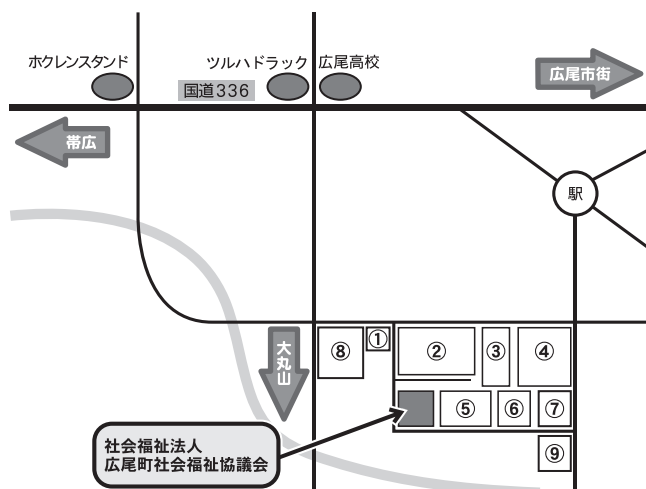 ホクレンスタンド
ツルハドラック
広尾高校
国道336
広尾市街
帯広
駅
①
⑧
②
③
④
大丸山
⑤
⑥
⑦
社会福祉法人
広尾町社会福祉協議会
⑨